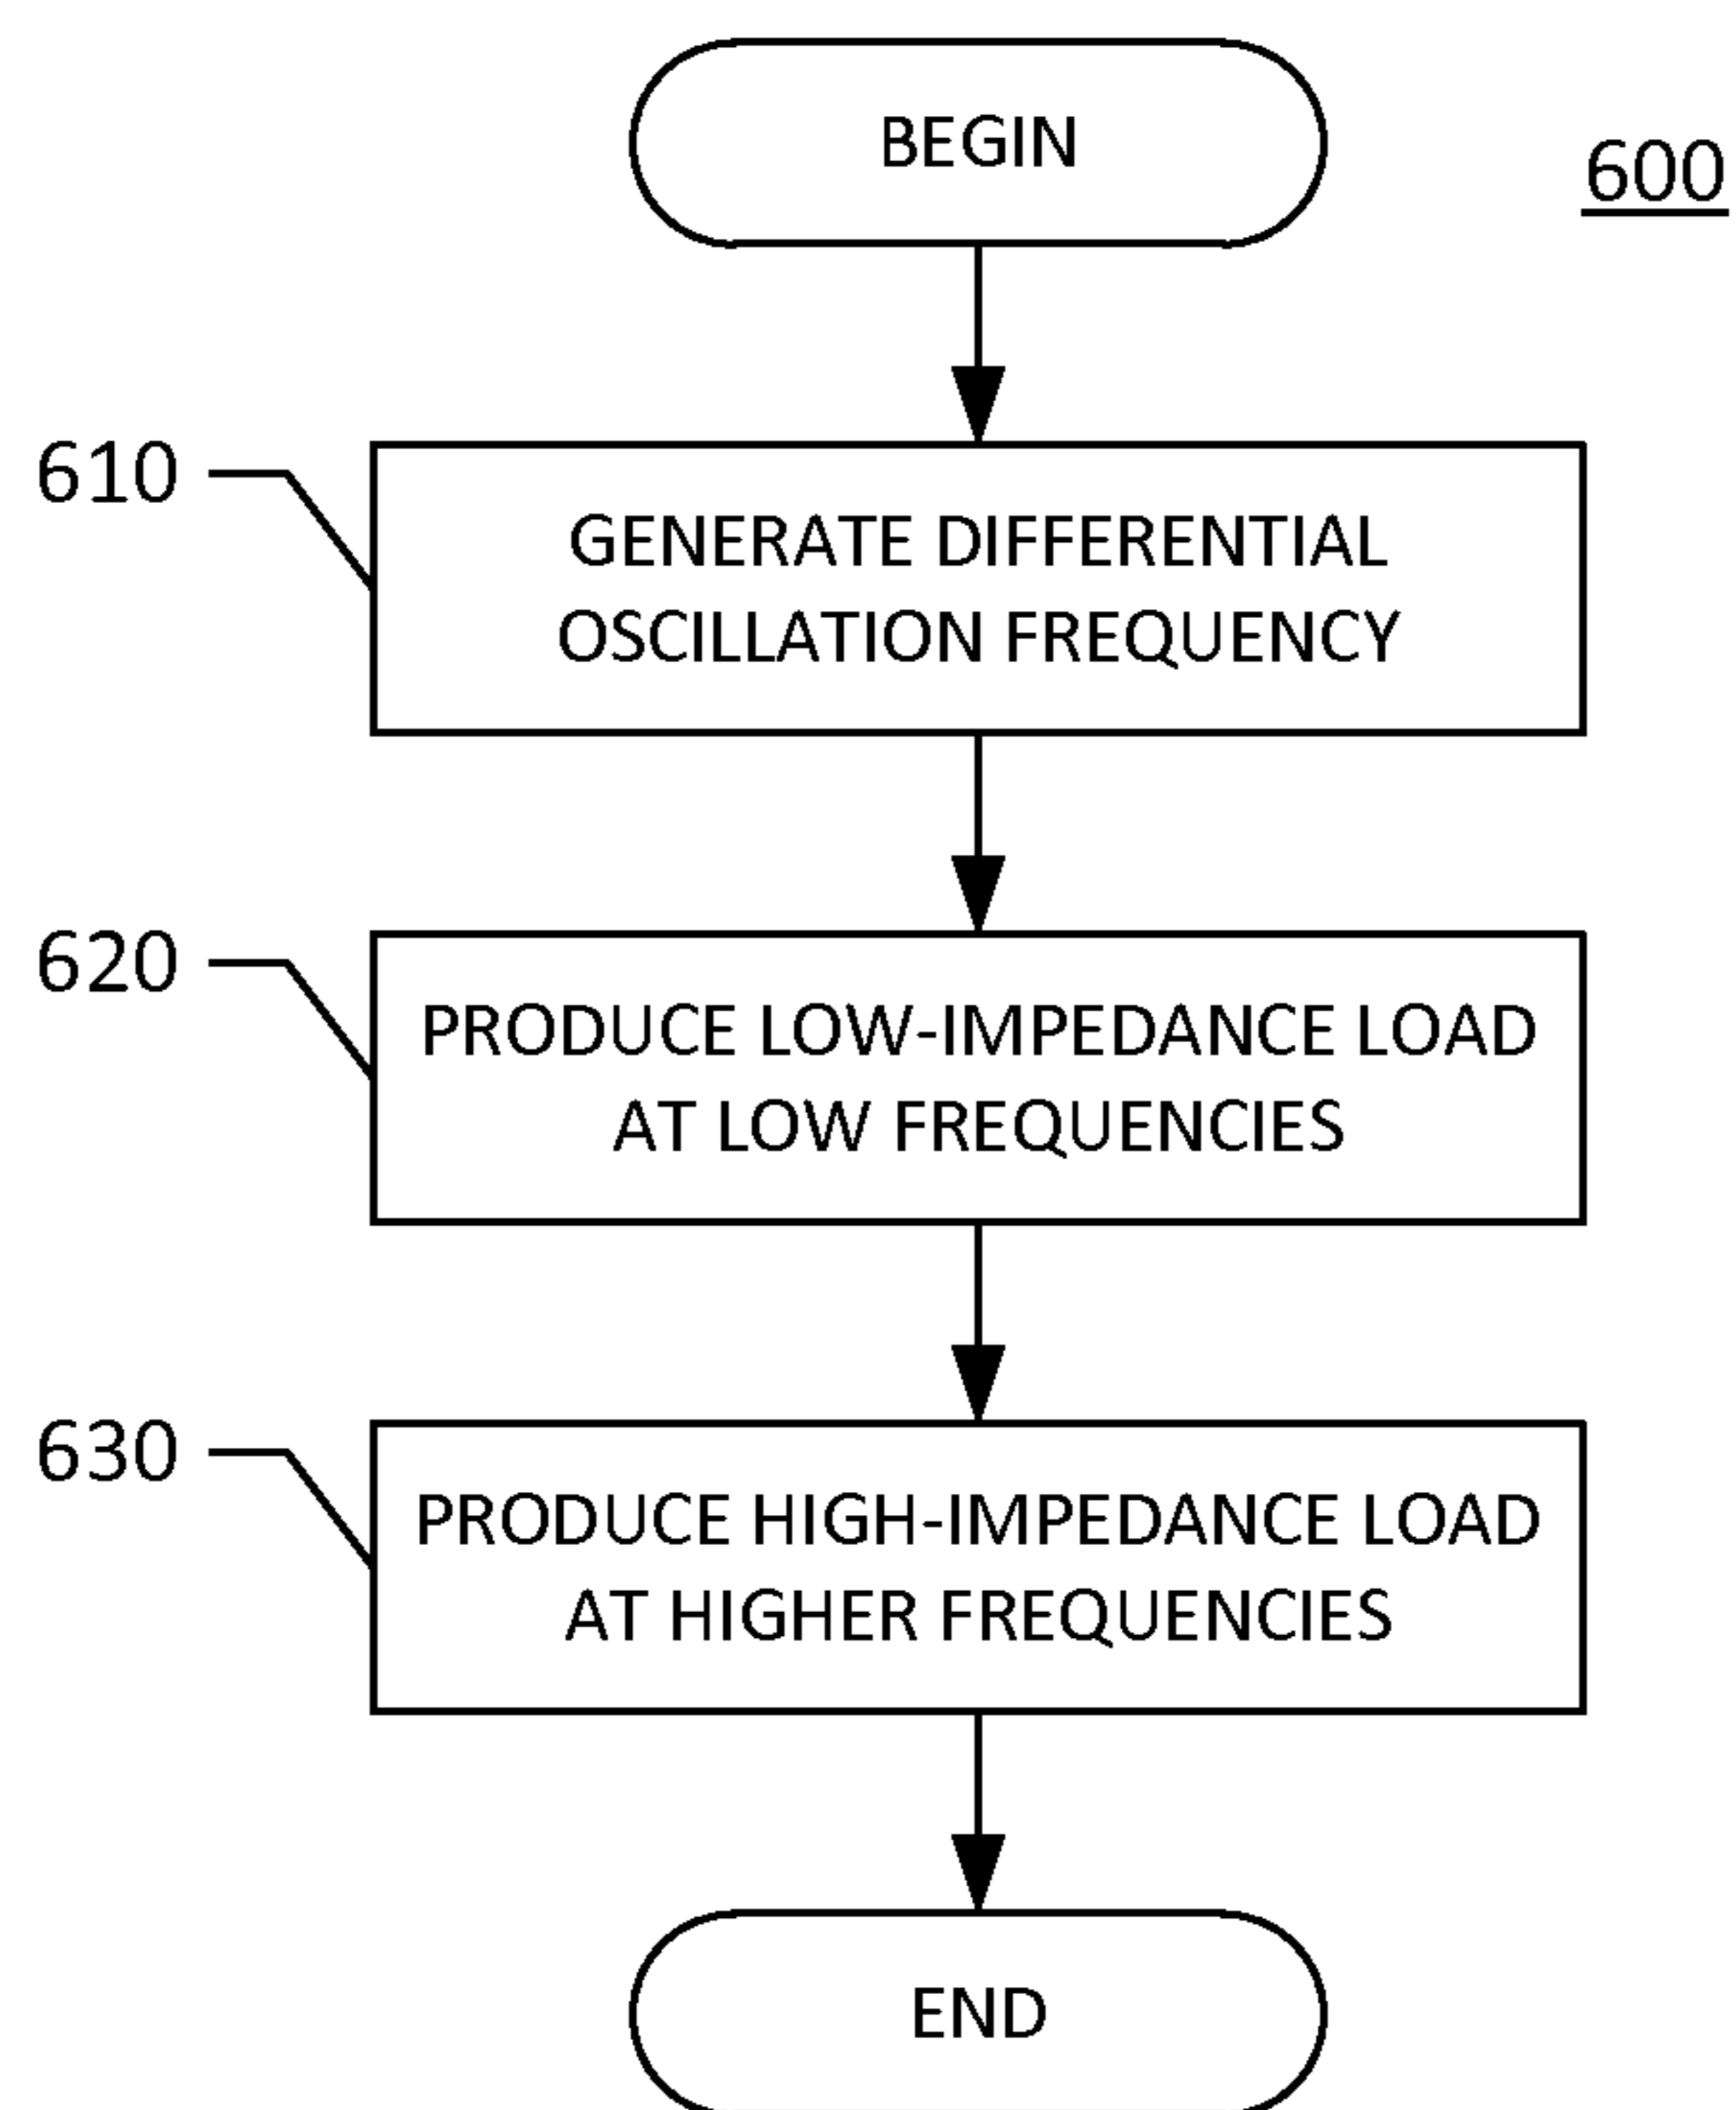 BEGIN
600
610
GENERATE DIFFERENTIAL
OSCILLATION FREQUENCY
620
PRODUCE LOW-IMPEDANCE LOAD
AT LOW FREQUENCIES
630
PRODUCE HIGH-IMPEDANCE LOAD
AT HIGHER FREQUENCIES
END